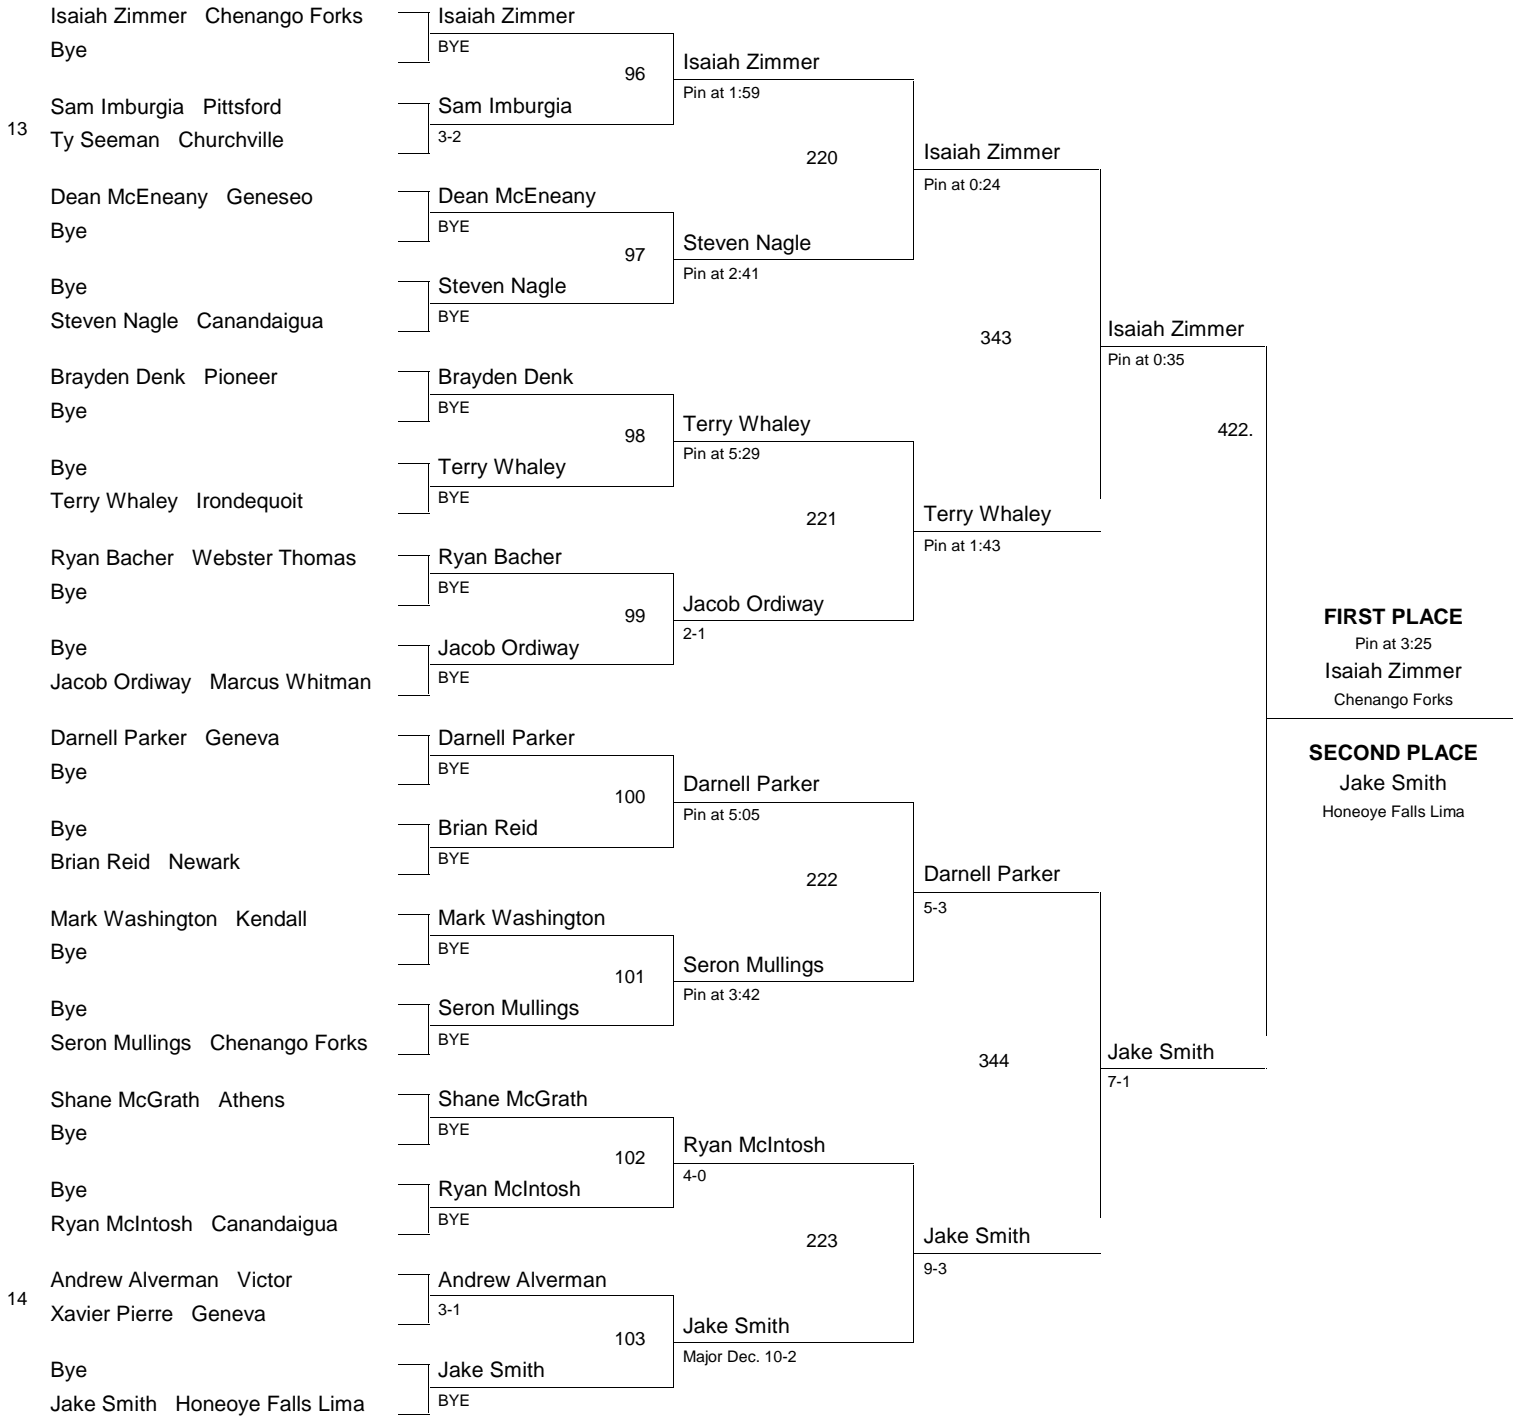 Isaiah Zimmer Chenango Forks
Bye
13
Sam Imburgia Pittsford
Ty Seeman Churchville
Dean McEneany Geneseo
Bye
Bye
Steven Nagle Canandaigua
Brayden Denk Pioneer
Bye
Bye
Terry Whaley Irondequoit
Ryan Bacher Webster Thomas
Bye
Bye
Jacob Ordiway Marcus Whitman
Darnell Parker Geneva
Bye
Bye
Brian Reid Newark
Mark Washington Kendall
Bye
Bye
Seron Mullings Chenango Forks
Shane McGrath Athens
Bye
Bye
Ryan McIntosh Canandaigua
14
Andrew Alverman Victor
Xavier Pierre Geneva
Bye
Jake Smith Honeoye Falls Lima
Isaiah Zimmer
BYE
96
Sam Imburgia
3-2
Dean McEneany
BYE
97
Steven Nagle
BYE
Brayden Denk
BYE
98
Terry Whaley
BYE
Ryan Bacher
BYE
99
Jacob Ordiway
BYE
Darnell Parker
BYE
100
Brian Reid
BYE
Mark Washington
BYE
101
Seron Mullings
BYE
Shane McGrath
BYE
102
Ryan McIntosh
BYE
Andrew Alverman
3-1
103
Jake Smith
BYE
Isaiah Zimmer
Pin at 1:59
220
Steven Nagle
Pin at 2:41
Terry Whaley
Pin at 5:29
221
Jacob Ordiway
2-1
Darnell Parker
Pin at 5:05
222
Seron Mullings
Pin at 3:42
Ryan McIntosh
4-0
223
Jake Smith
Major Dec. 10-2
Isaiah Zimmer
Pin at 0:24
343
Terry Whaley
Pin at 1:43
Darnell Parker
5-3
344
Jake Smith
9-3
Isaiah Zimmer
Pin at 0:35
422.
Jake Smith
7-1
FIRST PLACE
Pin at 3:25
Isaiah Zimmer
Chenango Forks
SECOND PLACE
Jake Smith
Honeoye Falls Lima